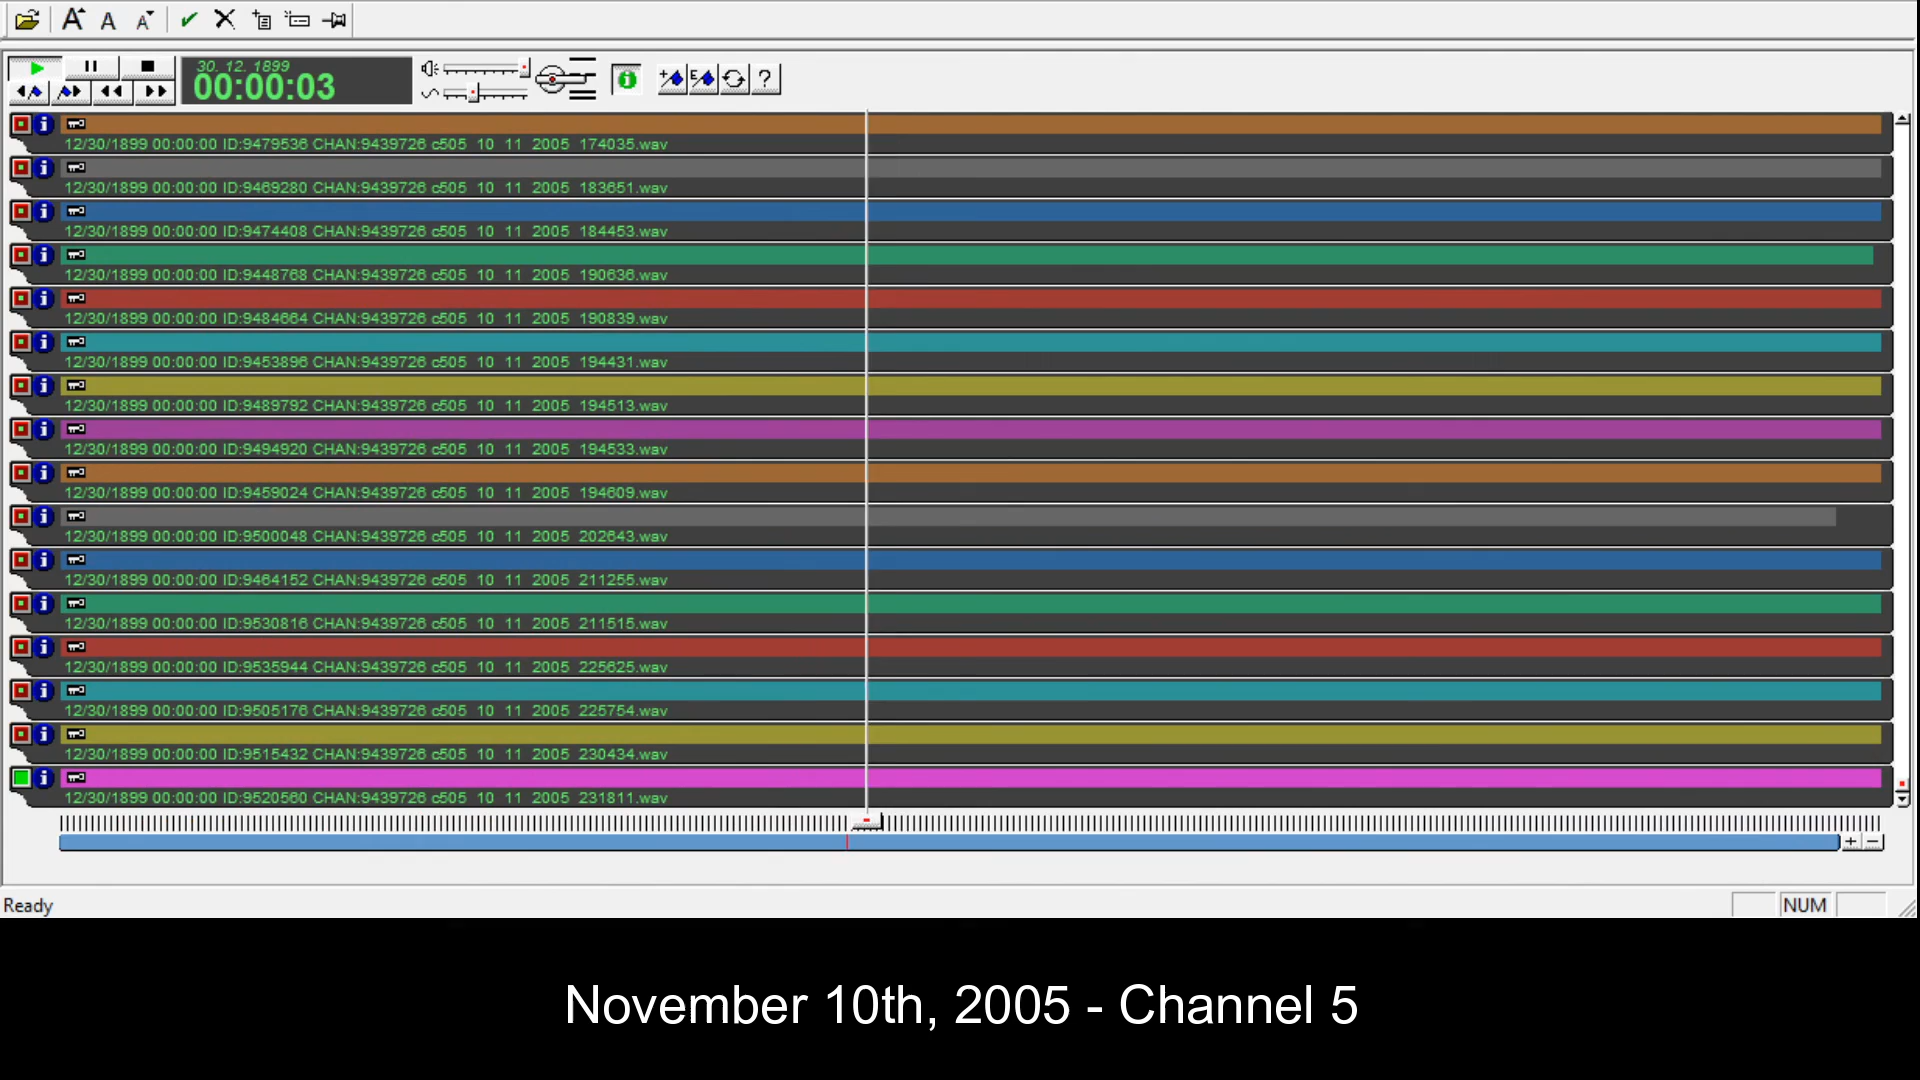 A A A
30. 12. 1899
00:00:03
12/30/1899 00:00:00 ID:9479536 CHAN:9439726 c505 10 11 2005 174035.wav
12/30/1899 00:00:00 ID:9469280 CHAN:9439726 c505 10 11 2005 183651.wav
12/30/1899 00:00:00 ID:9474408 CHAN:9439726 c505 10 11 2005 184453.wav
12/30/1899 00:00:00 ID:9448768 CHAN:9439726 c505 10 11 2005 190636.wav
12/30/1899 00:00:00 ID:9484664 CHAN:9439726 c505 10 11 2005 190839.wav
12/30/1899 00:00:00 ID:9453896 CHAN:9439726 c505 10 11 2005 194431.wav
12/30/1899 00:00:00 ID:9489792 CHAN:9439726 c505 10 11 2005 194513.wav
12/30/1899 00:00:00 ID:9494920 CHAN:9439726 c505 10 11 2005 194533.wav
12/30/1899 00:00:00 ID:9459024 CHAN:9439726 c505 10 11 2005 194609.wav
12/30/1899 00:00:00 ID:9500048 CHAN:9439726 c505 10 11 2005 202643.wav
12/30/1899 00:00:00 ID:9464152 CHAN:9439726 c505 10 11 2005 211255.wav
12/30/1899 00:00:00 ID:9530816 CHAN:9439726 c505 10 11 2005 211515.wav
12/30/1899 00:00:00 ID:9535944 CHAN:9439726 c505 10 11 2005 225625.wav
12/30/1899 00:00:00 ID:9505176 CHAN:9439726 c505 10 11 2005 225754.wav
12/30/1899 00:00:00 ID:9515432 CHAN:9439726 c505 10 11 2005 230434.wav
12/30/1899 00:00:00 ID:9520560 CHAN:9439726 c505 10 11 2005 231811.wav
Ready
NUM
November 10th, 2005 - Channel 5